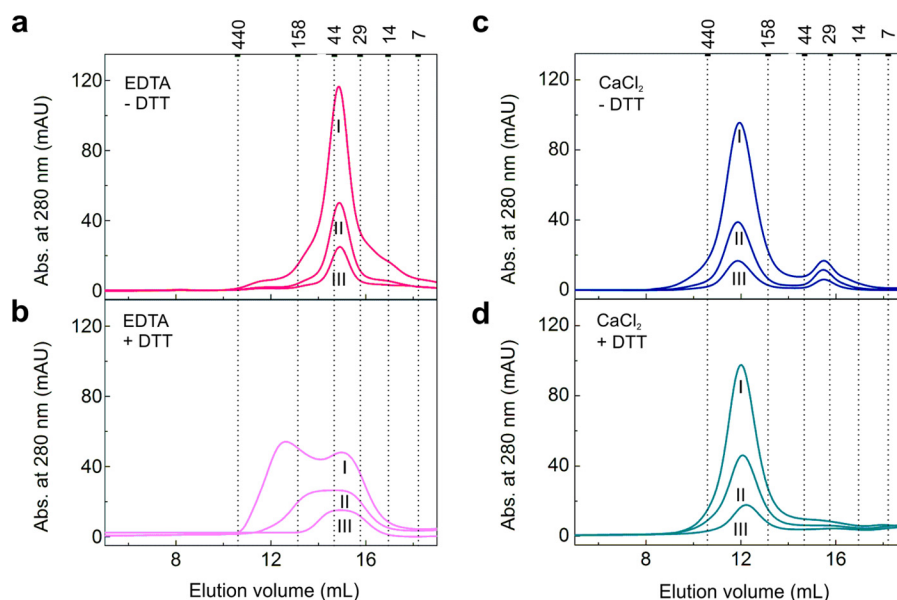 a
440
158
44
29
14
7
EDTA
- DTT
120
80
40
0
Abs. at 280 nm (mAU)
I
II
III
b
EDTA
+ DTT
120
80
40
0
Abs. at 280 nm (mAU)
I
II
III
8
12
16
Elution volume (mL)
c
440
158
44
29
14
7
CaCl₂
- DTT
120
80
40
0
Abs. at 280 nm (mAU)
I
II
III
d
CaCl₂
+ DTT
120
80
40
0
Abs. at 280 nm (mAU)
I
II
III
8
12
16
Elution volume (mL)